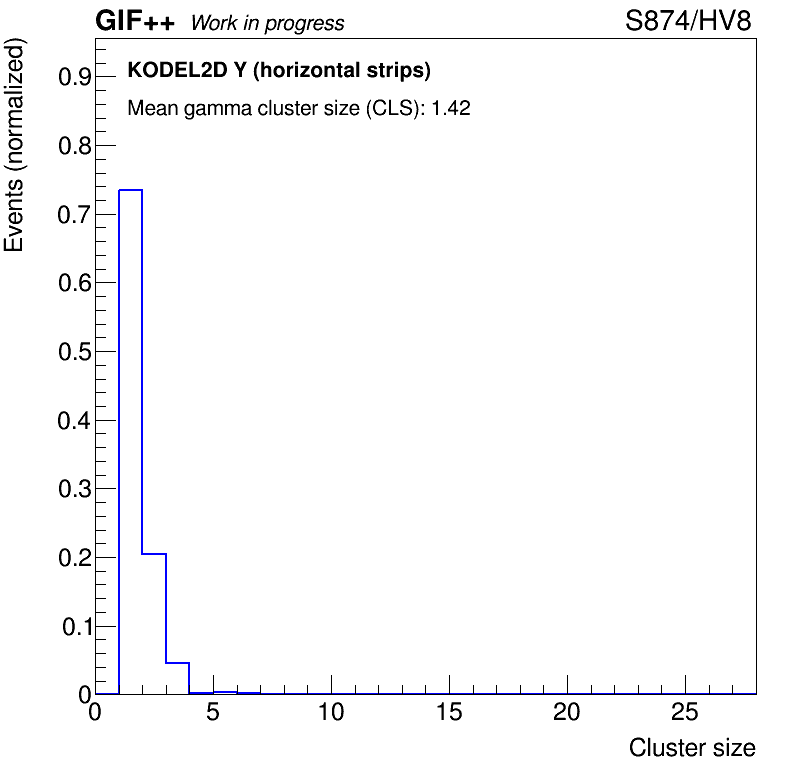 GIF++ Work in progress S874/HV8
KODEL2D Y (horizontal strips)
Mean gamma cluster size (CLS): 1.42
Events (normalized)
0.9
0.8
0.7
0.6
0.5
0.4
0.3
0.2
0.1
0
0 5 10 15 20 25
Cluster size